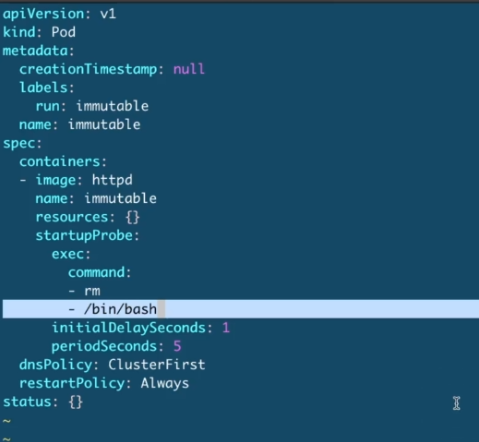 apiVersion: v1
kind: Pod
metadata:
  creationTimestamp: null
  labels:
    run: immutable
  name: immutable
spec:
  containers:
  - image: httpd
    name: immutable
    resources: {}
    startupProbe:
      exec:
        command:
        - rm
        - /bin/bash
      initialDelaySeconds: 1
      periodSeconds: 5
  dnsPolicy: ClusterFirst
  restartPolicy: Always
status: {}
~
~